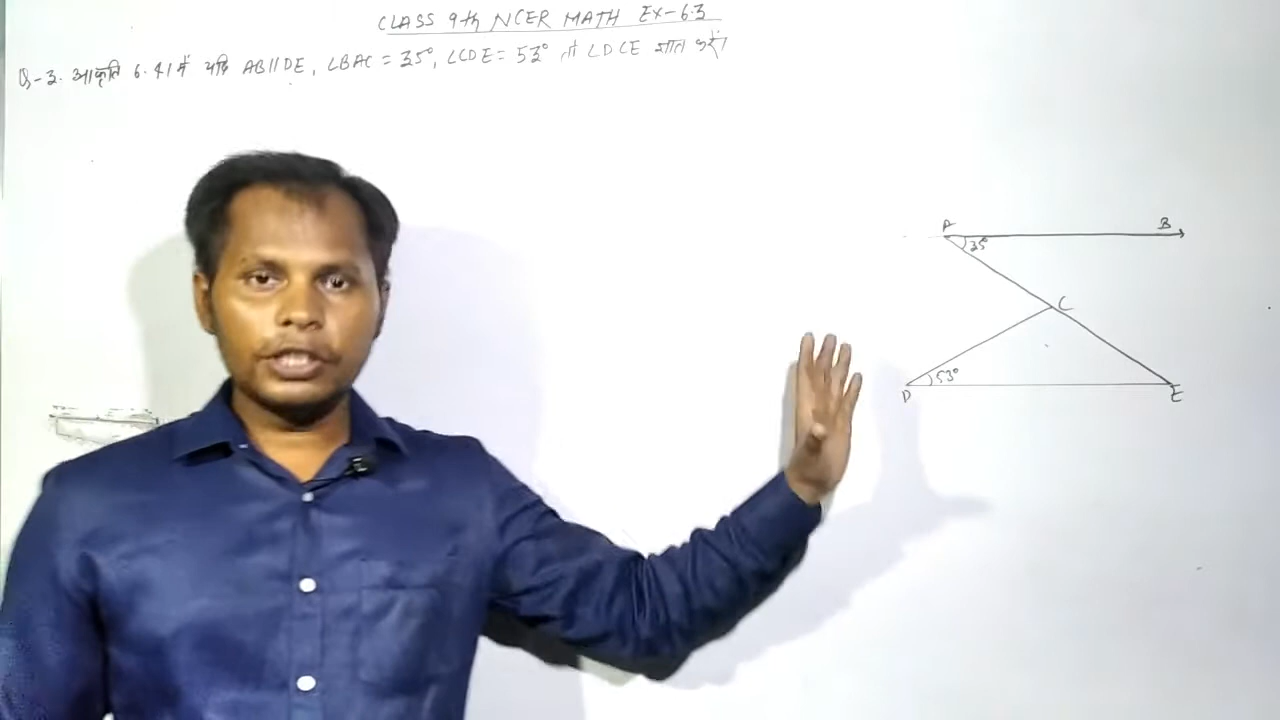 CLASS 9th NCER MATH EX-6.3
Q-3. आकृति 6.41 में यदि AB||DE, ∠BAC = 35°, ∠CDE = 53° तो ∠DCE ज्ञात करें।
A
B
35°
C
53°
D
E